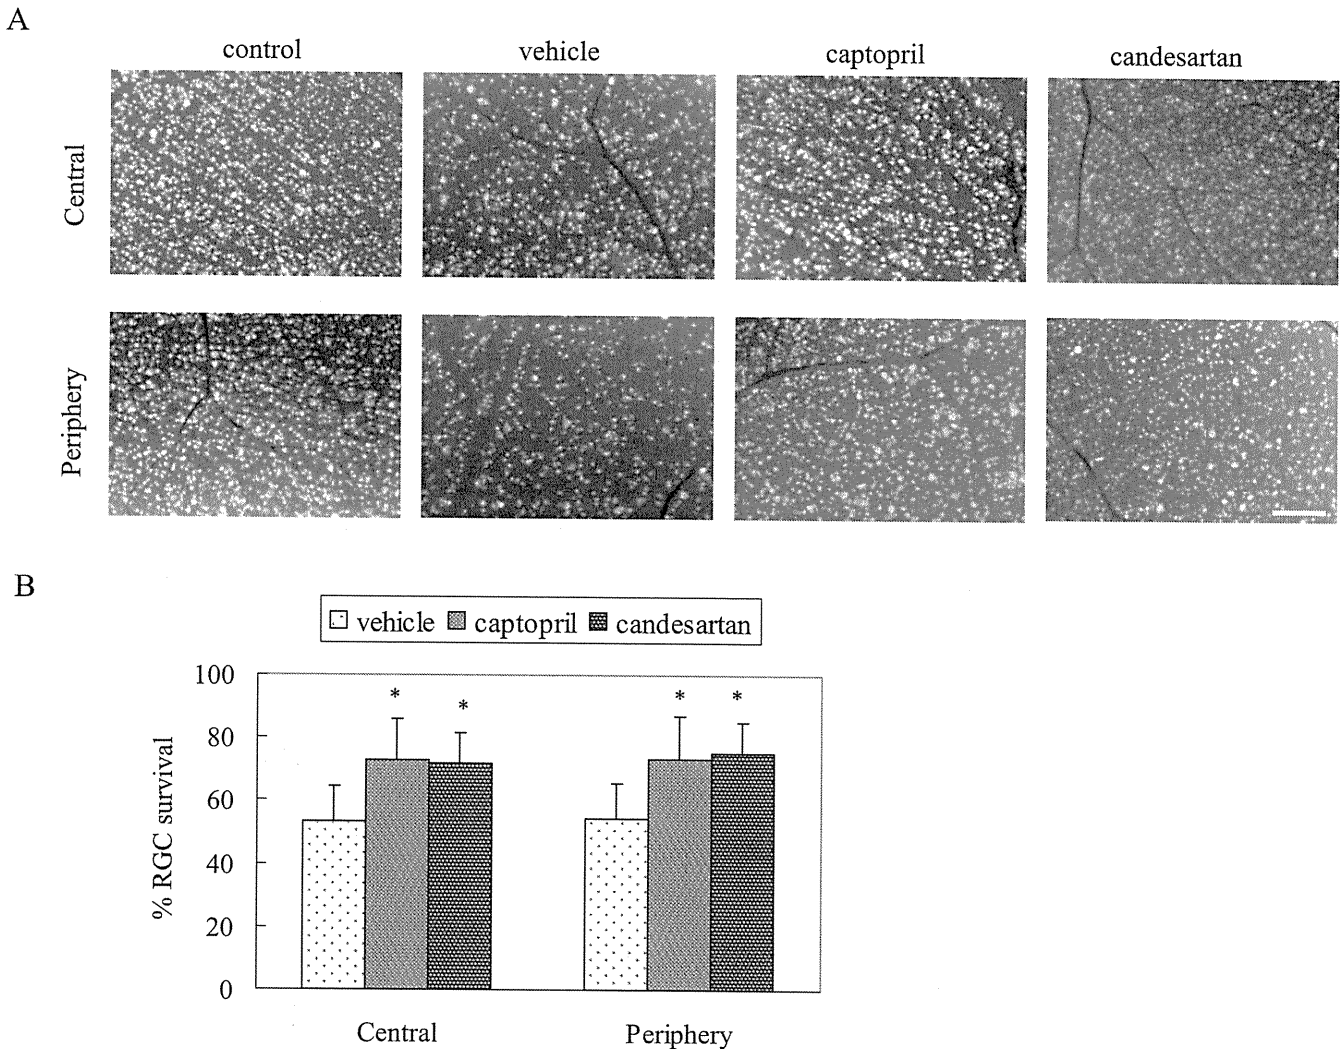 A
control vehicle captopril candesartan
Central
Periphery
B
vehicle captopril candesartan
% RGC survival
100
80
60
40
20
0
* * * *
Central Periphery